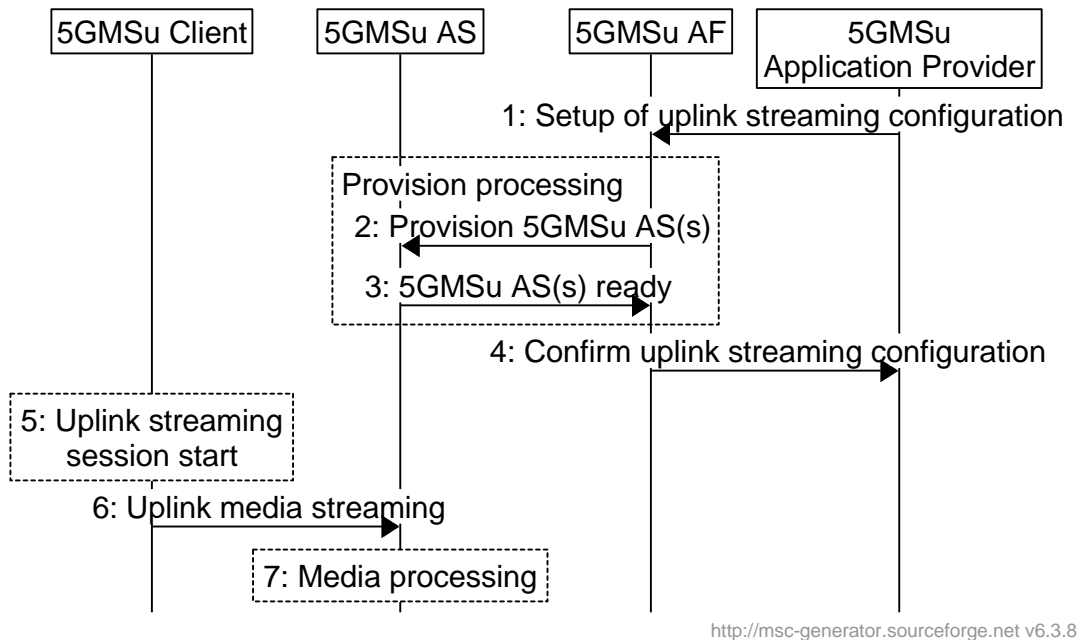 5GMSu Client
5GMSu AS
5GMSu AF
5GMSu
Application Provider
1: Setup of uplink streaming configuration
Provision processing
2: Provision 5GMSu AS(s)
3: 5GMSu AS(s) ready
4: Confirm uplink streaming configuration
5: Uplink streaming
session start
6: Uplink media streaming
7: Media processing
http://msc-generator.sourceforge.net v6.3.8